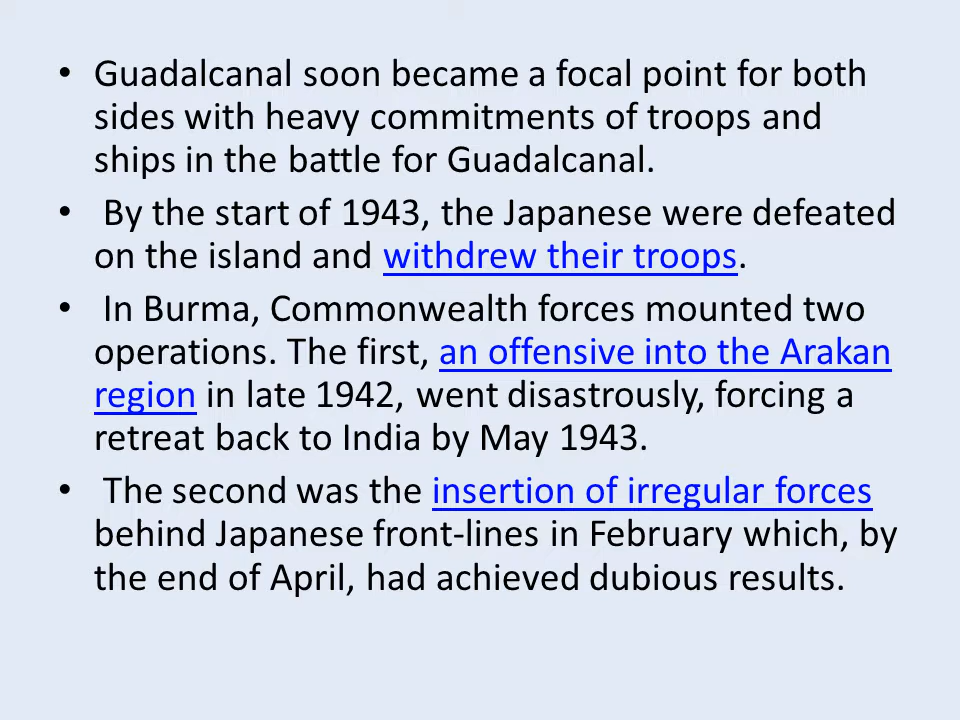 • Guadalcanal soon became a focal point for both
sides with heavy commitments of troops and
ships in the battle for Guadalcanal.
• By the start of 1943, the Japanese were defeated
on the island and withdrew their troops.
• In Burma, Commonwealth forces mounted two
operations. The first, an offensive into the Arakan
region in late 1942, went disastrously, forcing a
retreat back to India by May 1943.
• The second was the insertion of irregular forces
behind Japanese front-lines in February which, by
the end of April, had achieved dubious results.